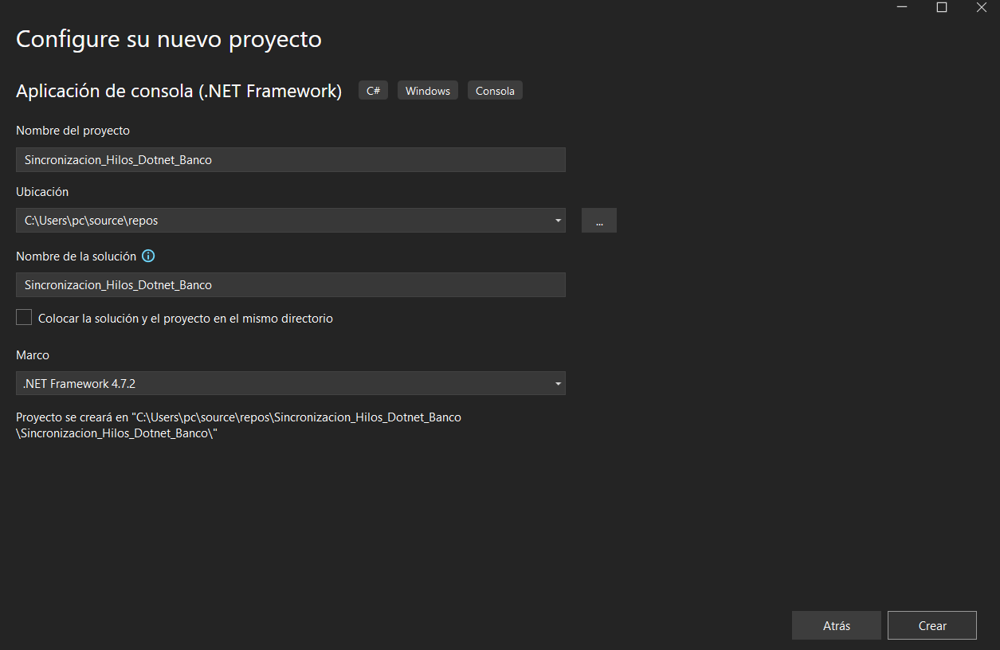 Configure su nuevo proyecto
Aplicación de consola (.NET Framework) C# Windows Consola
Nombre del proyecto
Sincronizacion_Hilos_Dotnet_Banco
Ubicación
C:\Users\pc\source\repos
...
Nombre de la solución
Sincronizacion_Hilos_Dotnet_Banco
Colocar la solución y el proyecto en el mismo directorio
Marco
.NET Framework 4.7.2
Proyecto se creará en "C:\Users\pc\source\repos\Sincronizacion_Hilos_Dotnet_Banco
\Sincronizacion_Hilos_Dotnet_Banco\"
Atrás Crear